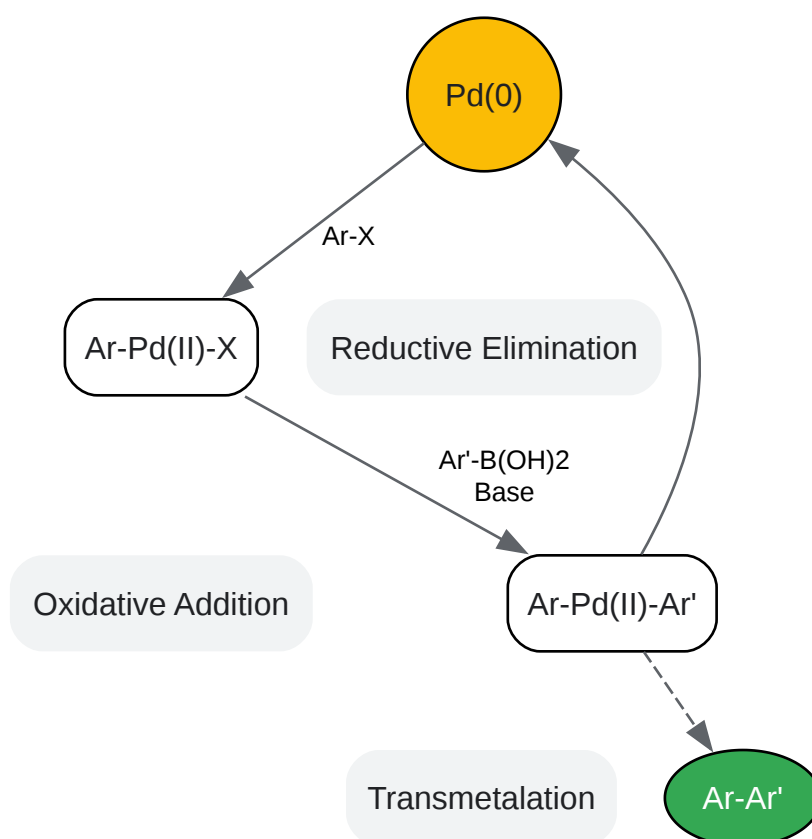 Pd(0)
Ar-X
Ar-Pd(II)-X
Reductive Elimination
Ar'-B(OH)2
Base
Oxidative Addition
Ar-Pd(II)-Ar'
Transmetalation
Ar-Ar'